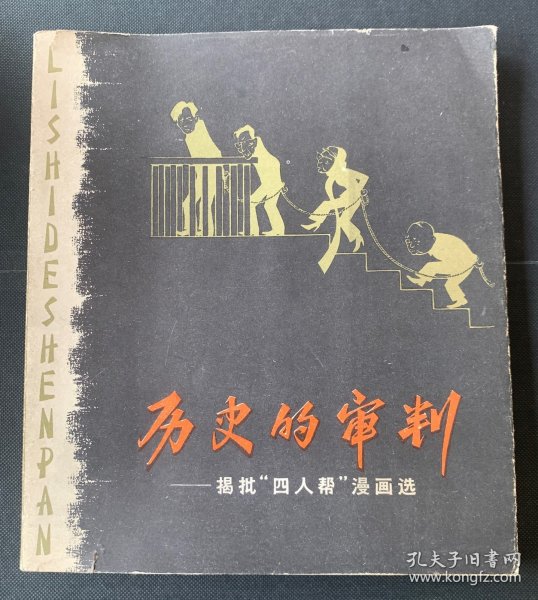 LISHIDESHENPAN
历史的审判
——揭批“四人帮”漫画选
孔夫子旧书网
www.kongfz.com